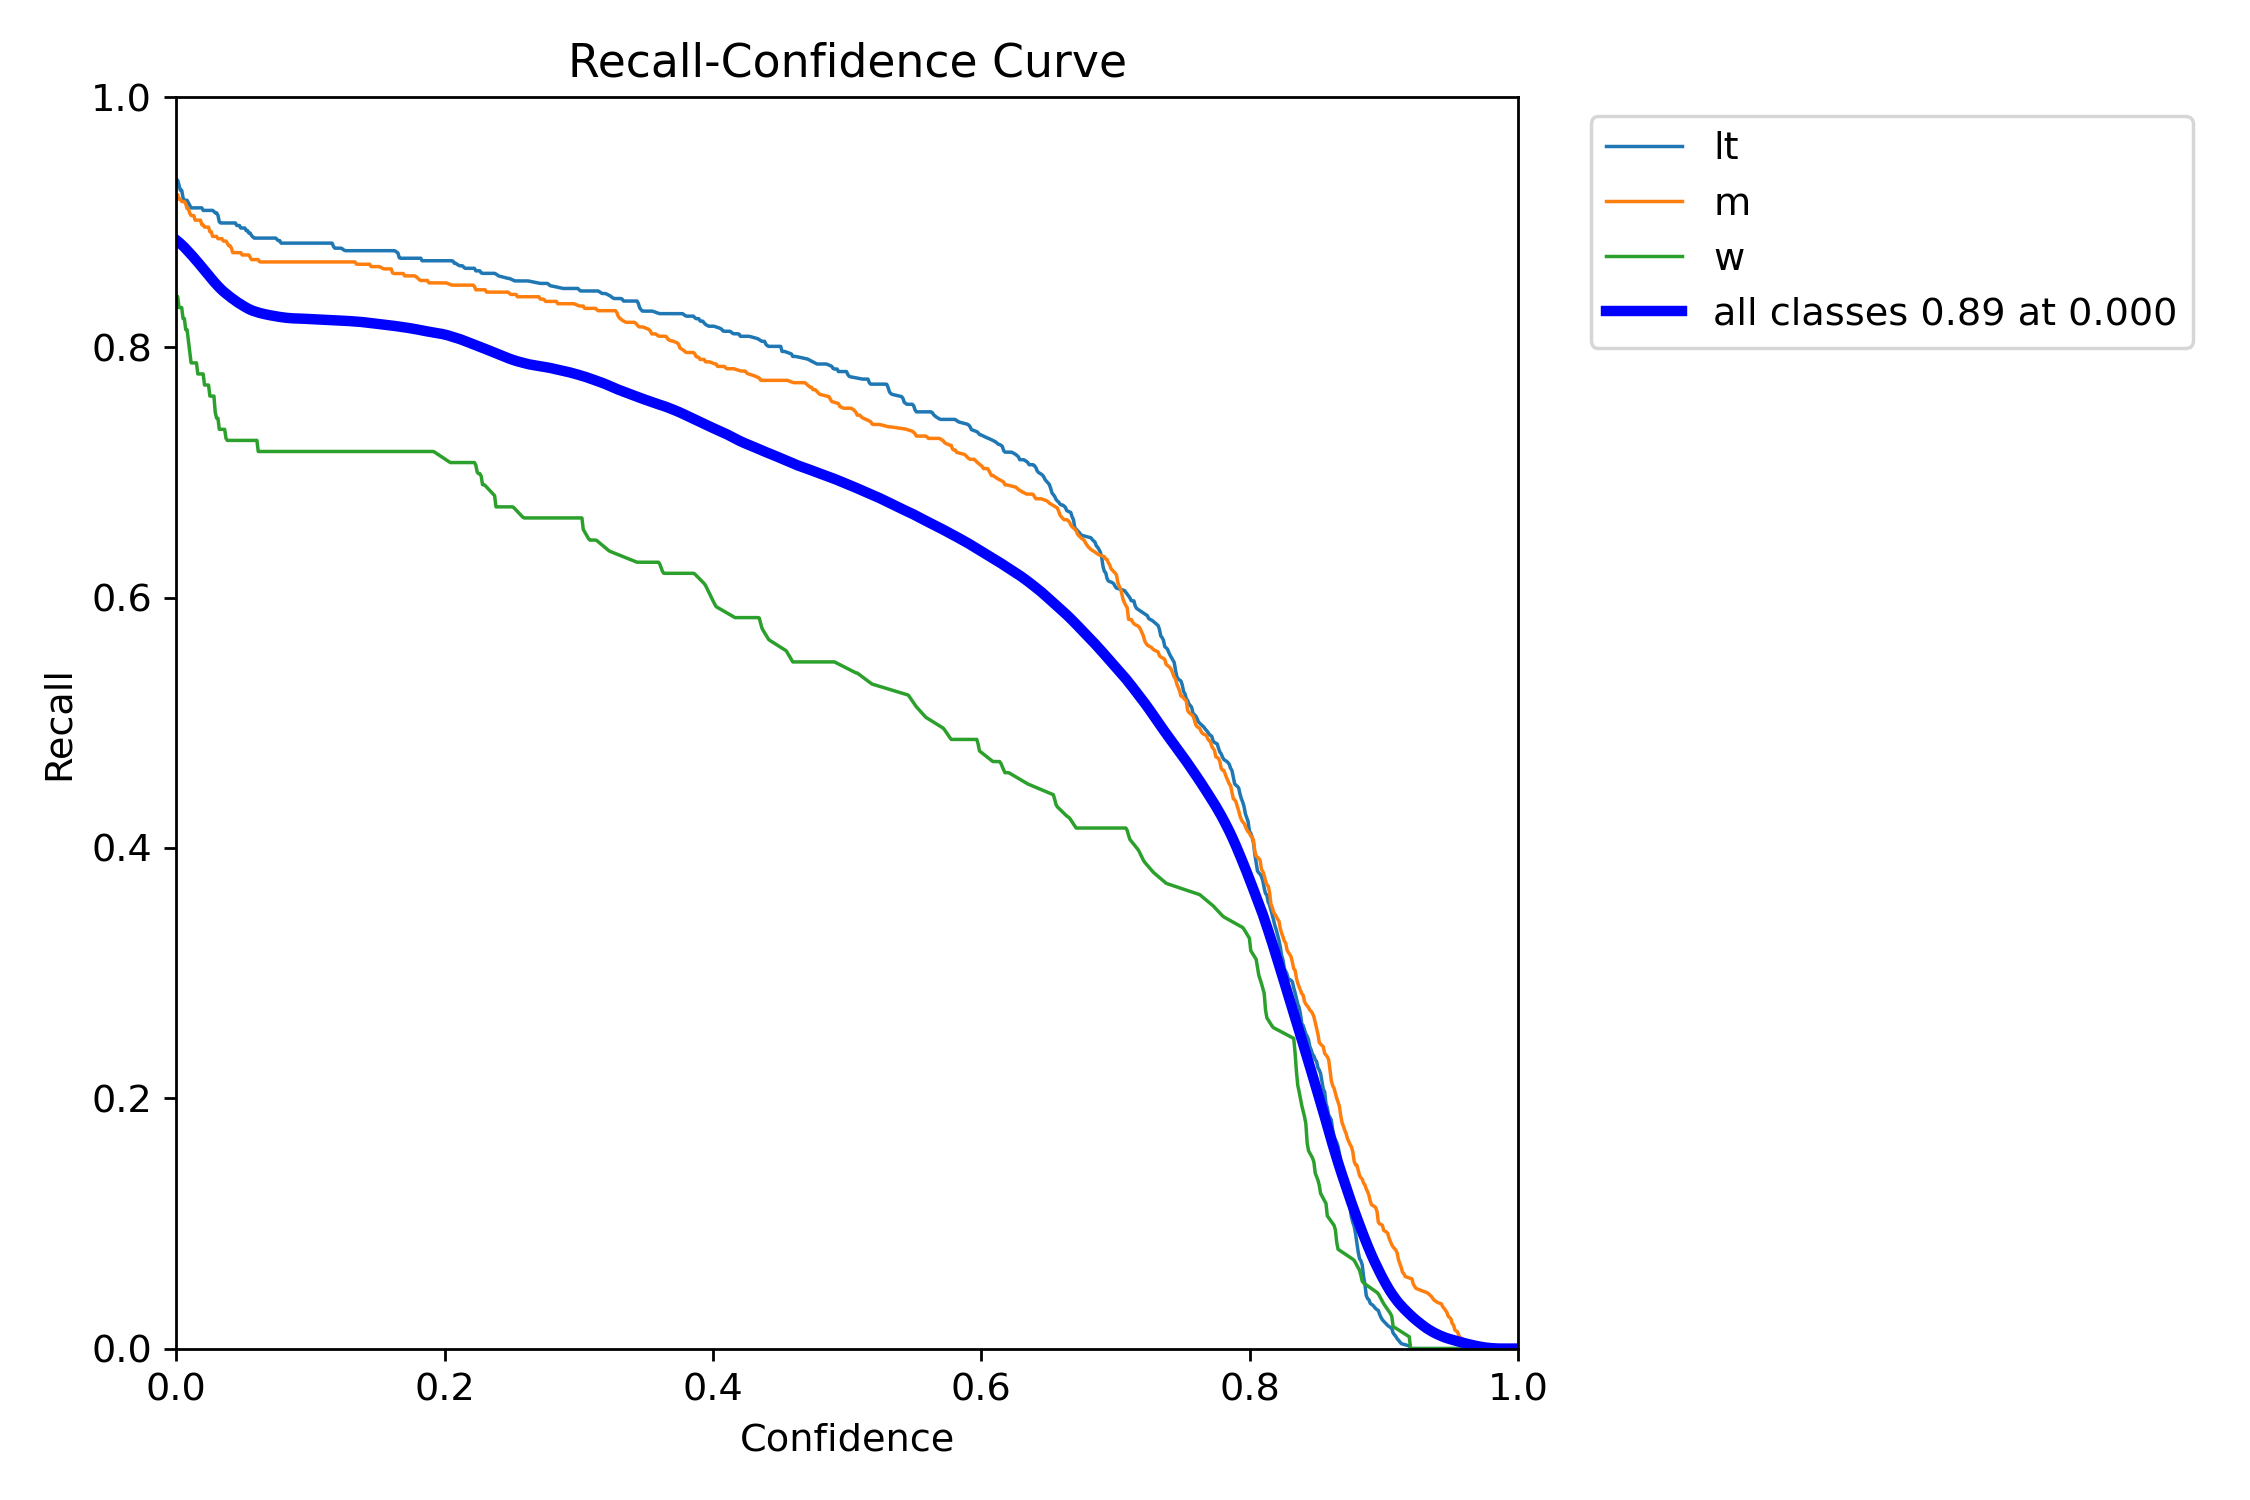 Recall-Confidence Curve
1.0
0.8
0.6
0.4
0.2
0.0
Recall
0.0 0.2 0.4 0.6 0.8 1.0
Confidence
lt
m
w
all classes 0.89 at 0.000